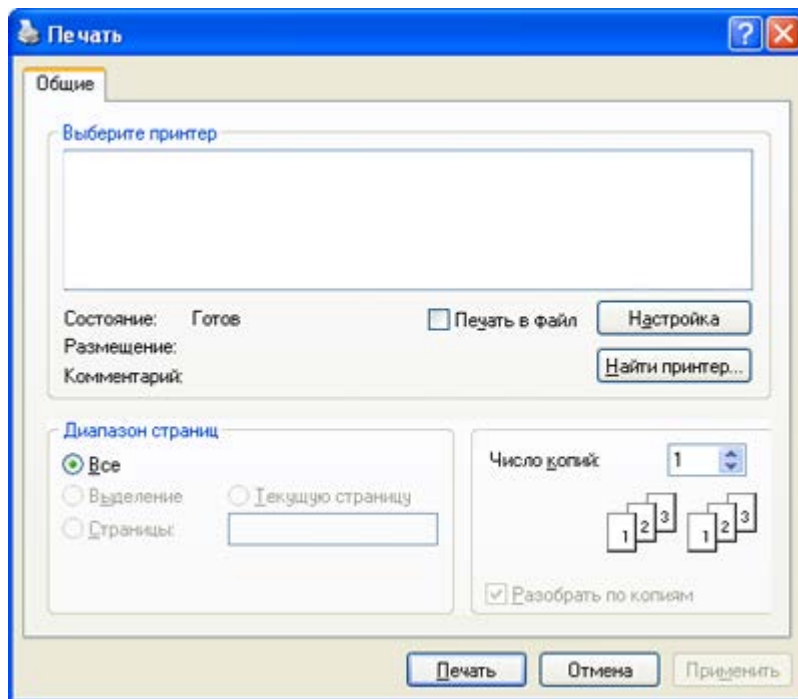 Печать
Общие
Выберите принтер
Состояние: Готов
Печать в файл
Настройка
Размещение:
Комментарий:
Найти принтер...
Диапазон страниц
Все
Выделение
Текущую страницу
Страницы:
Число копий:
1
1 2 3 1 2 3
Разобрать по копиям
Печать
Отмена
Применить